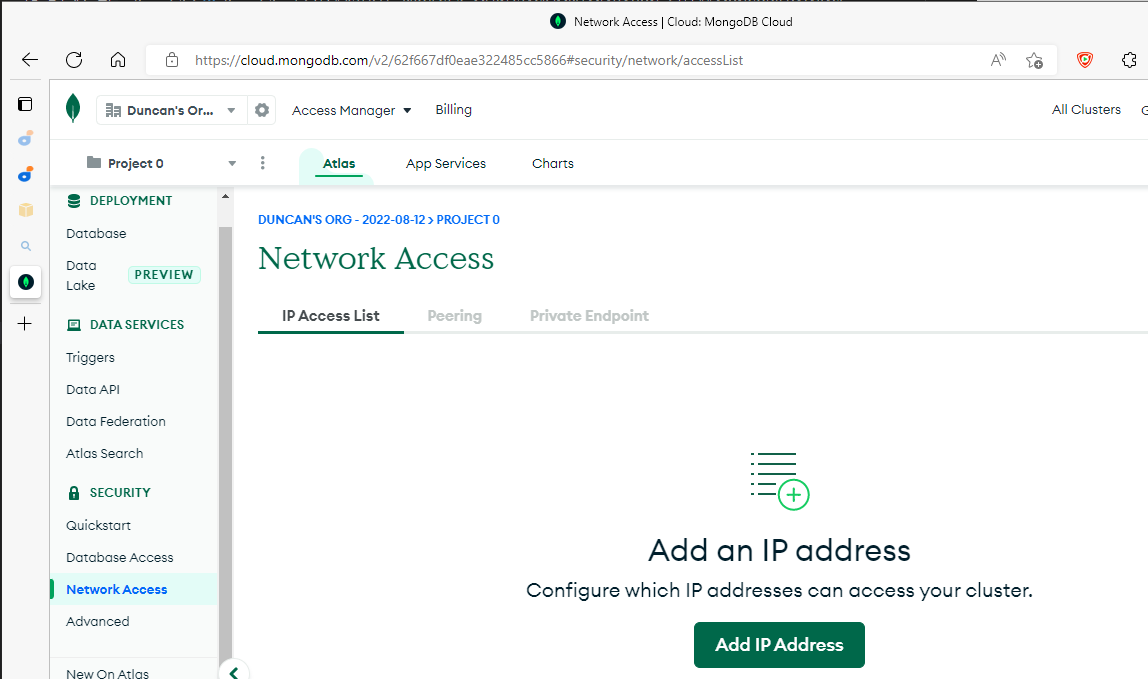 Network Access | Cloud: MongoDB Cloud
https://cloud.mongodb.com/v2/62f667df0eae322485cc5866#security/network/accessList
Duncan's Or... Access Manager Billing All Clusters
Project 0 Atlas App Services Charts
DEPLOYMENT
Database
Data Lake PREVIEW
DATA SERVICES
Triggers
Data API
Data Federation
Atlas Search
SECURITY
Quickstart
Database Access
Network Access
Advanced
New On Atlas
DUNCAN'S ORG - 2022-08-12 > PROJECT 0
Network Access
IP Access List Peering Private Endpoint
Add an IP address
Configure which IP addresses can access your cluster.
Add IP Address